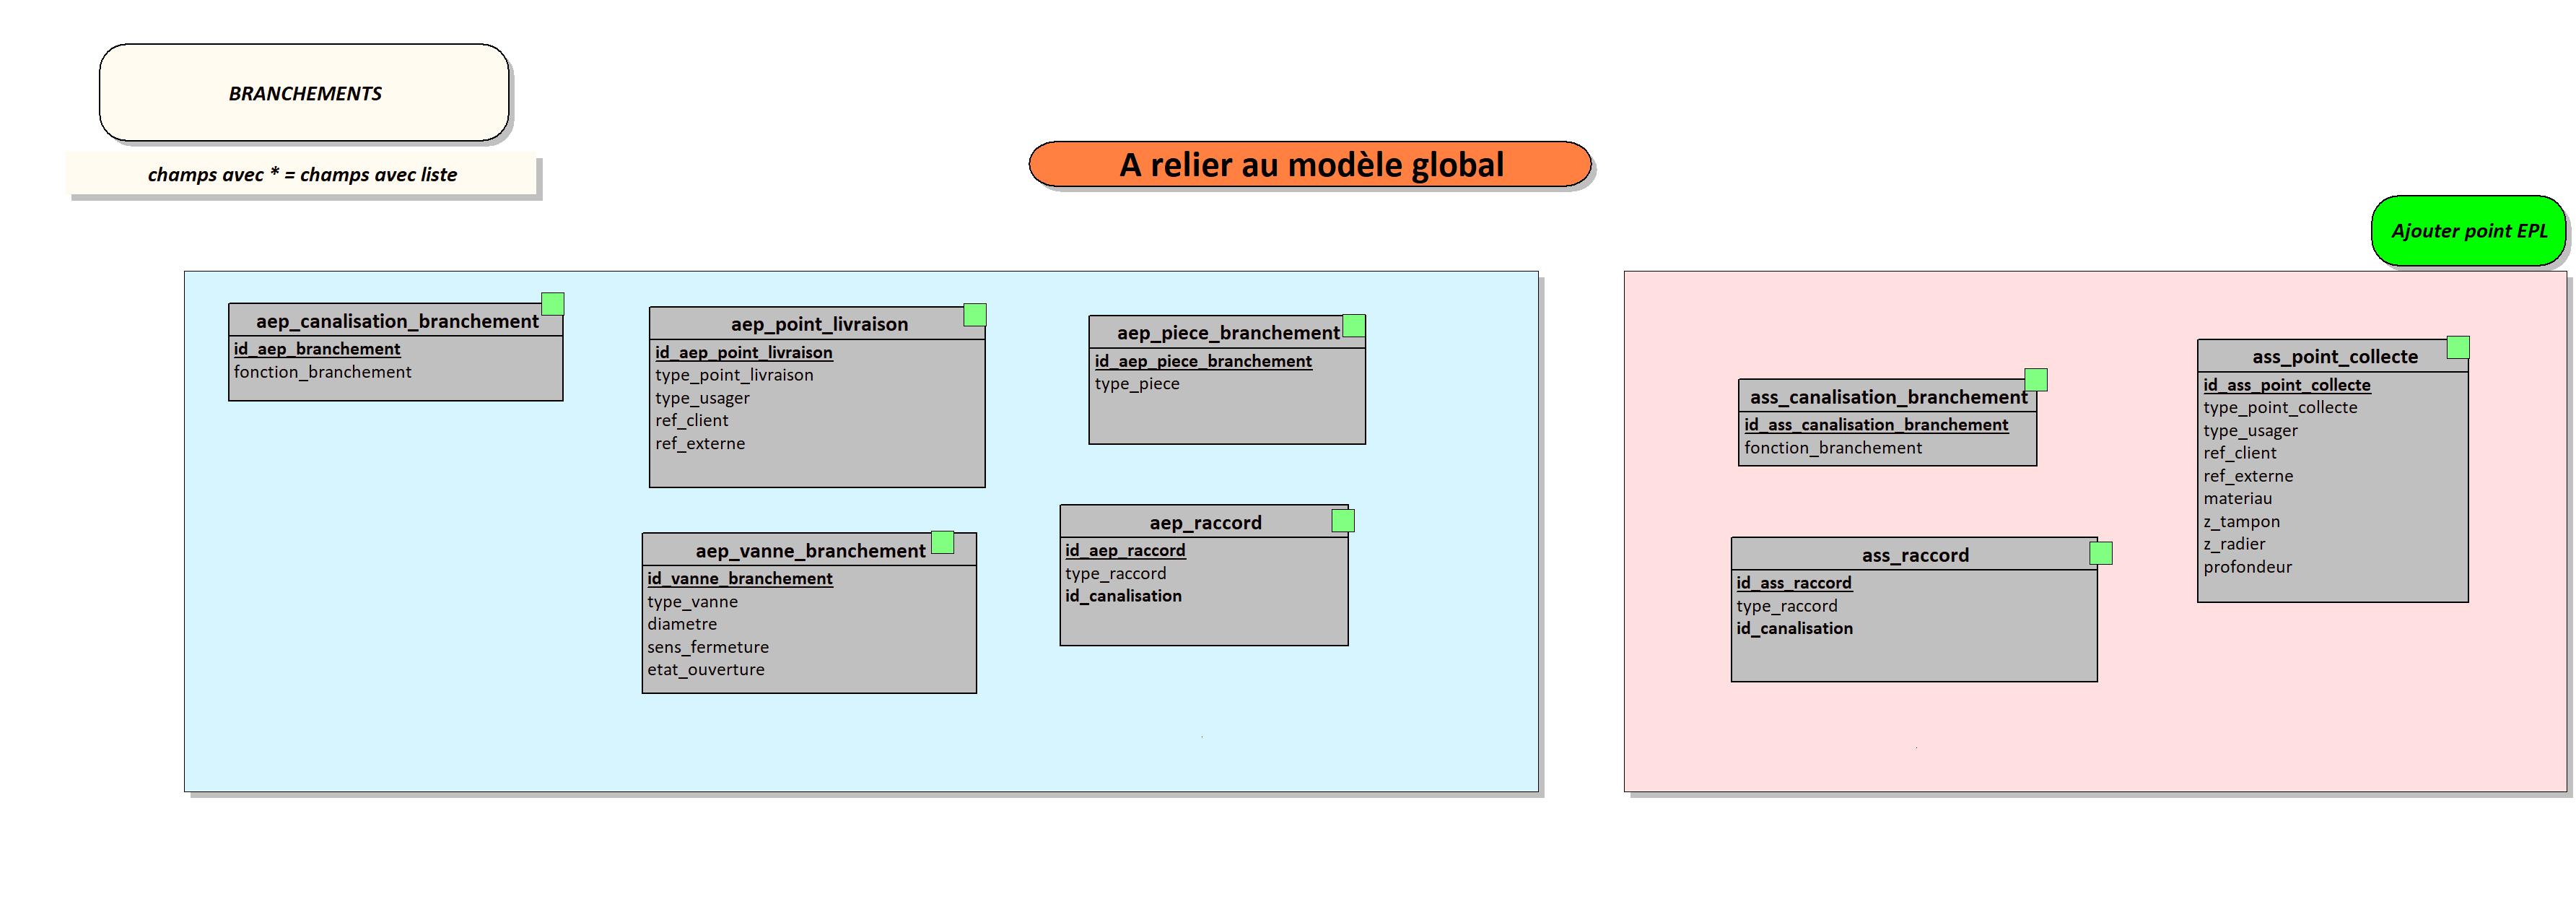 BRANCHEMENTS
champs avec * = champs avec liste
A relier au modèle global
Ajouter point EPL
aep_canalisation_branchement
id_aep_branchement
fonction_branchement
aep_point_livraison
id_aep_point_livraison
type_point_livraison
type_usager
ref_client
ref_externe
aep_piece_branchement
id_aep_piece_branchement
type_piece
aep_vanne_branchement
id_vanne_branchement
type_vanne
diametre
sens_fermeture
etat_ouverture
aep_raccord
id_aep_raccord
type_raccord
id_canalisation
ass_canalisation_branchement
id_ass_canalisation_branchement
fonction_branchement
ass_raccord
id_ass_raccord
type_raccord
id_canalisation
ass_point_collecte
id_ass_point_collecte
type_point_collecte
type_usager
ref_client
ref_externe
materiau
z_tampon
z_radier
profondeur